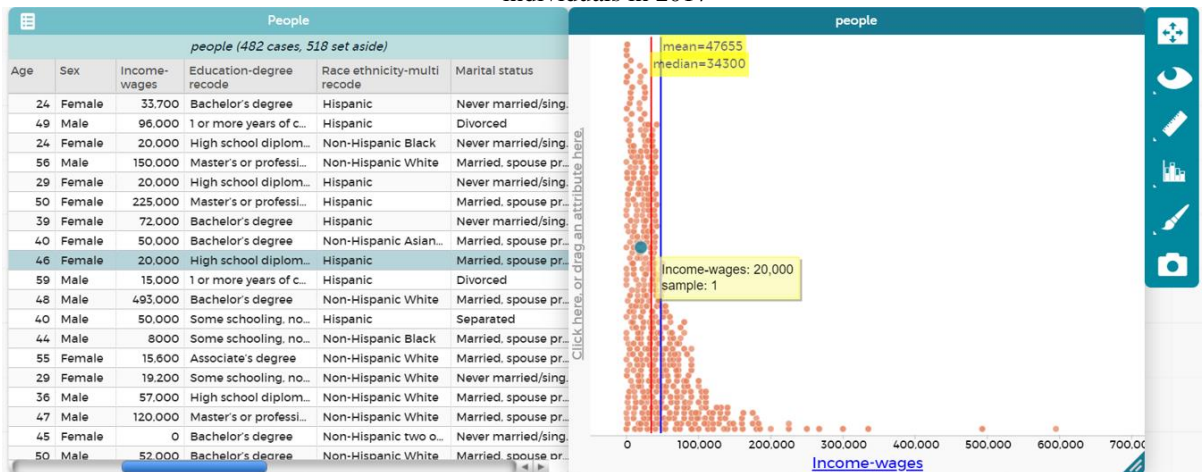 individuals in 2017
People
people (482 cases, 518 set aside)
Age Sex Income-wages Education-degree recode Race ethnicity-multi recode Marital status
24 Female 33,700 Bachelor's degree Hispanic Never married/sing.
49 Male 96,000 1 or more years of c... Hispanic Divorced
24 Female 20,000 High school diplom... Non-Hispanic Black Never married/sing.
56 Male 150,000 Master's or professi... Non-Hispanic White Married, spouse pr...
29 Female 20,000 High school diplom... Hispanic Never married/sing.
50 Female 225,000 Master's or professi... Hispanic Married, spouse pr...
39 Female 72,000 Bachelor's degree Hispanic Never married/sing.
40 Female 50,000 Bachelor's degree Non-Hispanic Asian... Married, spouse pr...
46 Female 20,000 High school diplom... Hispanic Married, spouse pr...
59 Male 15,000 1 or more years of c... Hispanic Divorced
48 Male 493,000 Bachelor's degree Non-Hispanic White Married, spouse pr...
40 Male 50,000 Some schooling, no... Hispanic Separated
44 Male 8000 Some schooling, no... Non-Hispanic Black Married, spouse pr...
55 Female 15,600 Associate's degree Non-Hispanic White Married, spouse pr...
29 Female 19,200 Some schooling, no... Non-Hispanic White Never married/sing.
36 Male 57,000 High school diplom... Non-Hispanic White Married, spouse pr...
47 Male 120,000 Master's or professi... Non-Hispanic White Married, spouse pr...
45 Female 0 Bachelor's degree Non-Hispanic two o... Never married/sing.
50 Male 52,000 Bachelor's degree Non-Hispanic White Married, spouse pr...
people
mean=47655
median=34300
Click here, or drag an attribute here.
Income-wages: 20,000
sample: 1
0 100,000 200,000 300,000 400,000 500,000 600,000 700,00
Income-wages